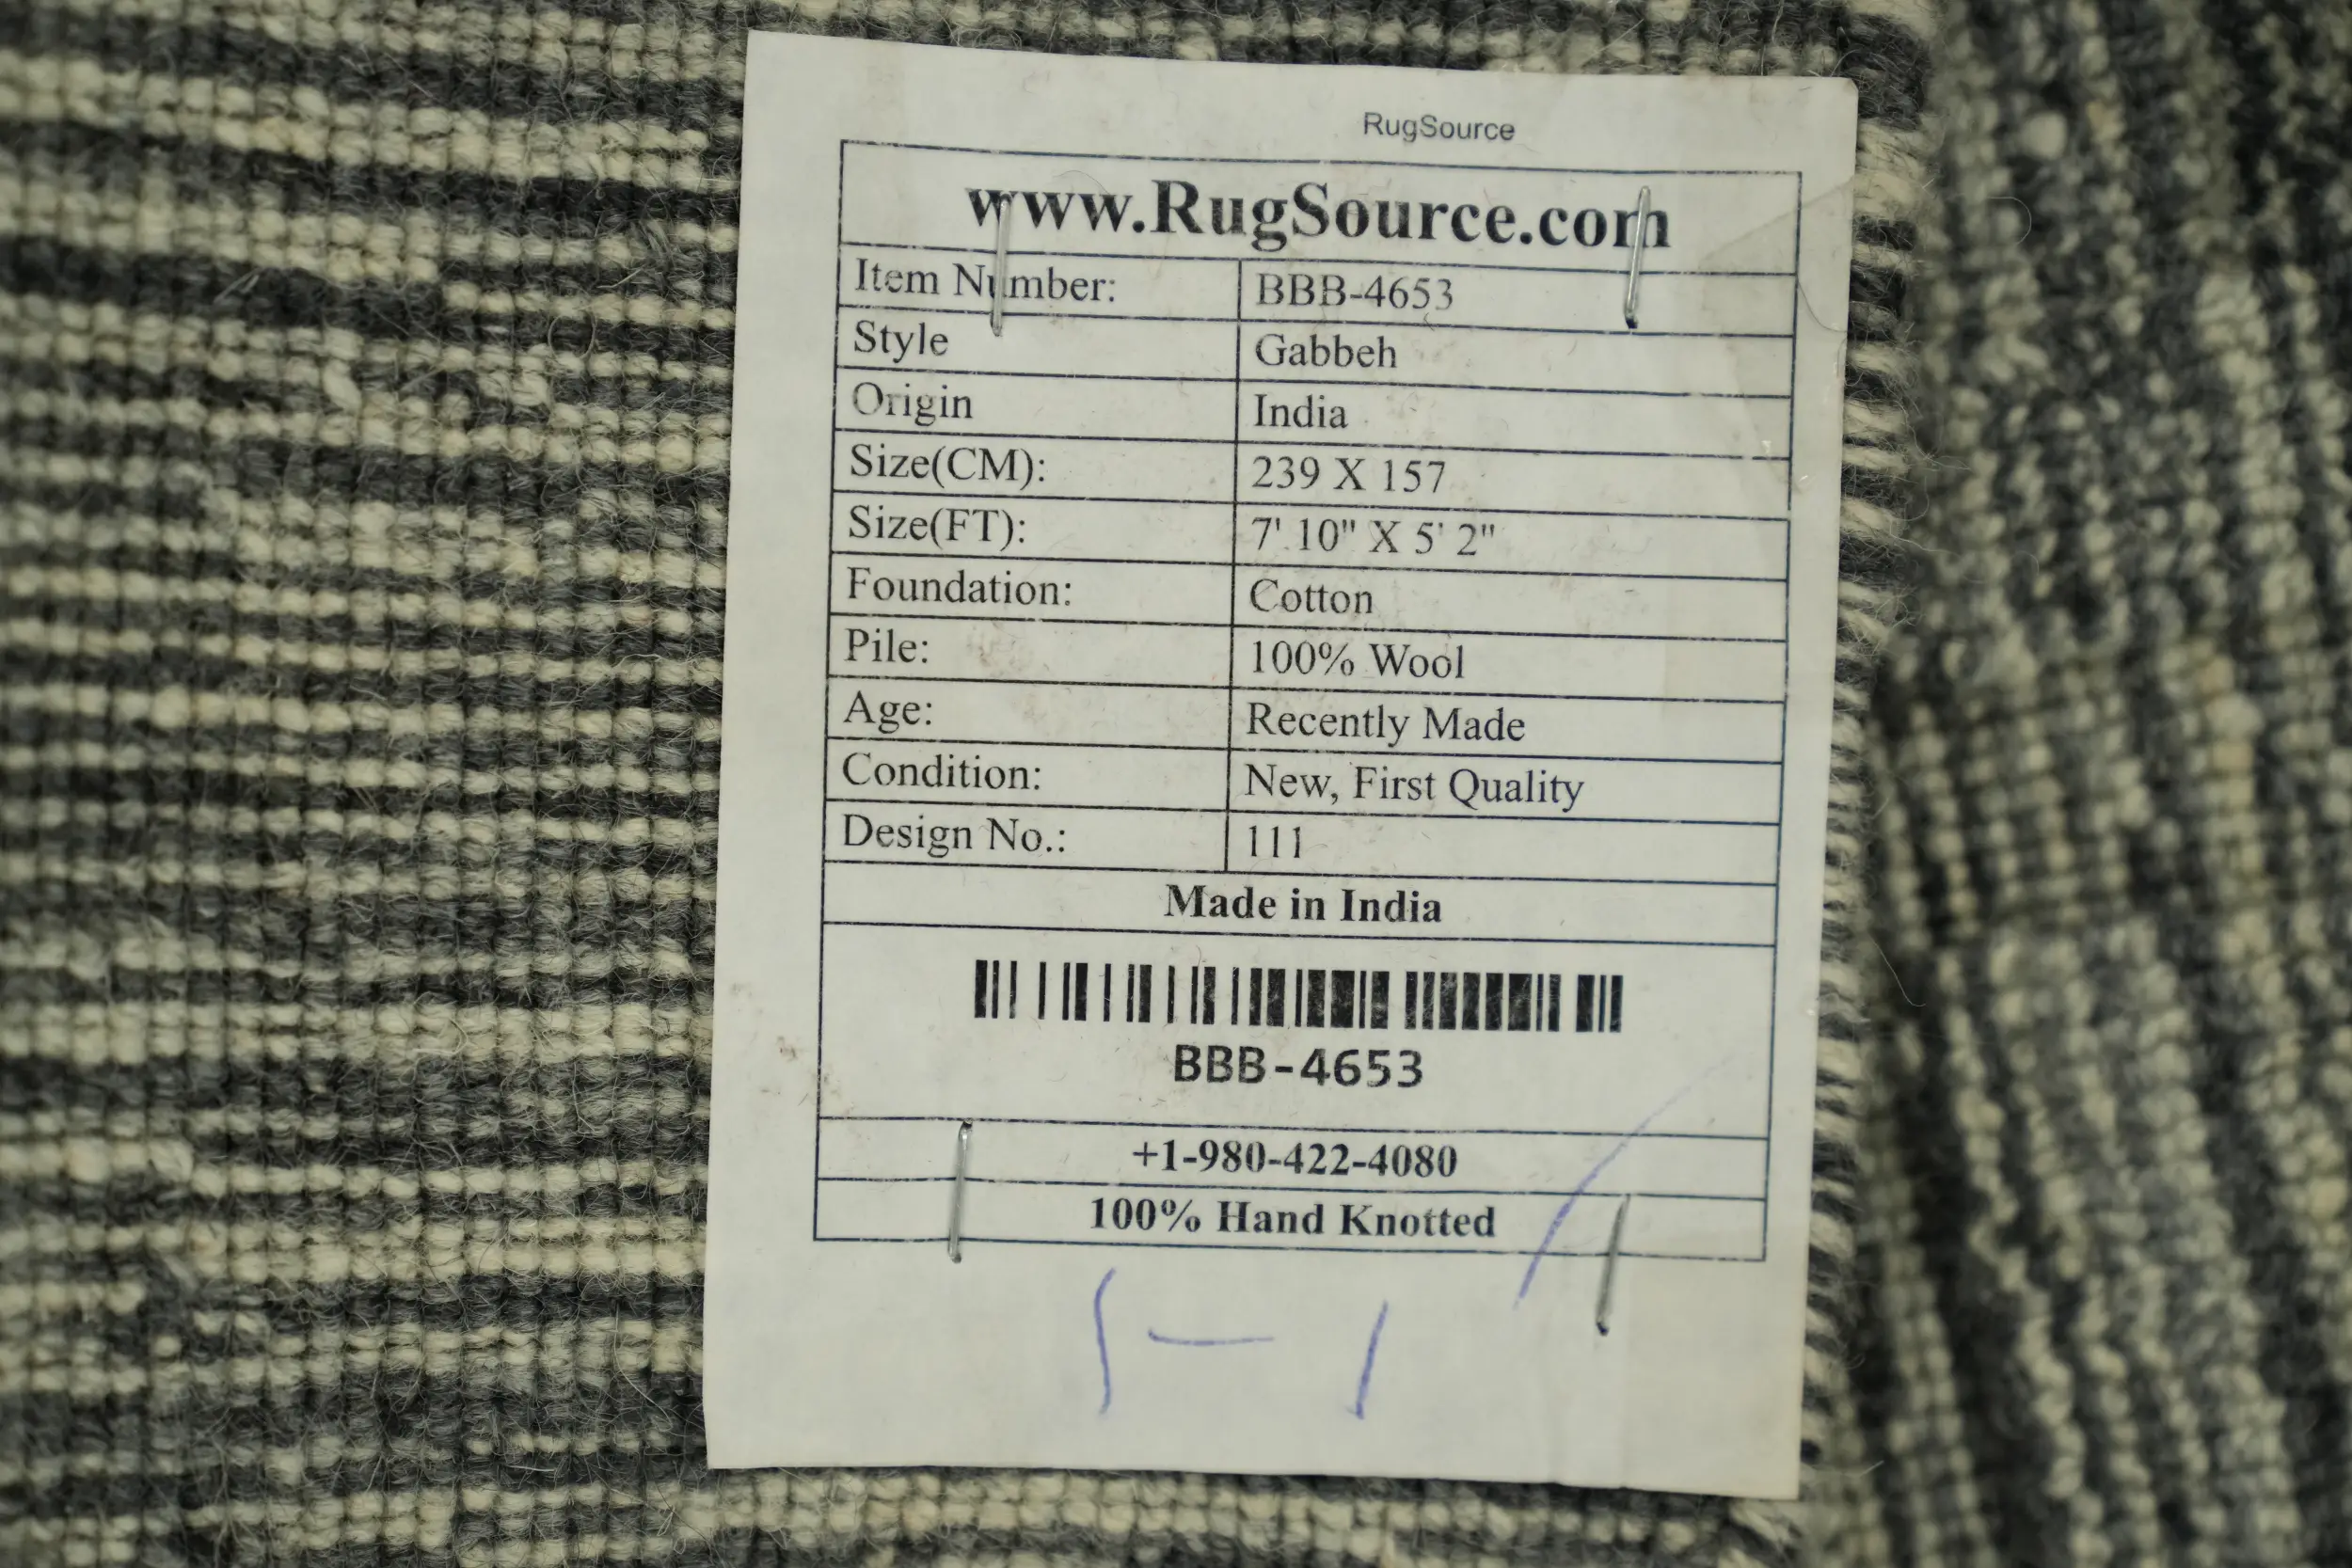 RugSource
www.RugSource.com
Item Number: BBB-4653
Style Gabbeh
Origin India
Size(CM): 239 X 157
Size(FT): 7' 10" X 5' 2"
Foundation: Cotton
Pile: 100% Wool
Age: Recently Made
Condition: New, First Quality
Design No.: 111
Made in India
BBB-4653
+1-980-422-4080
100% Hand Knotted
1-1